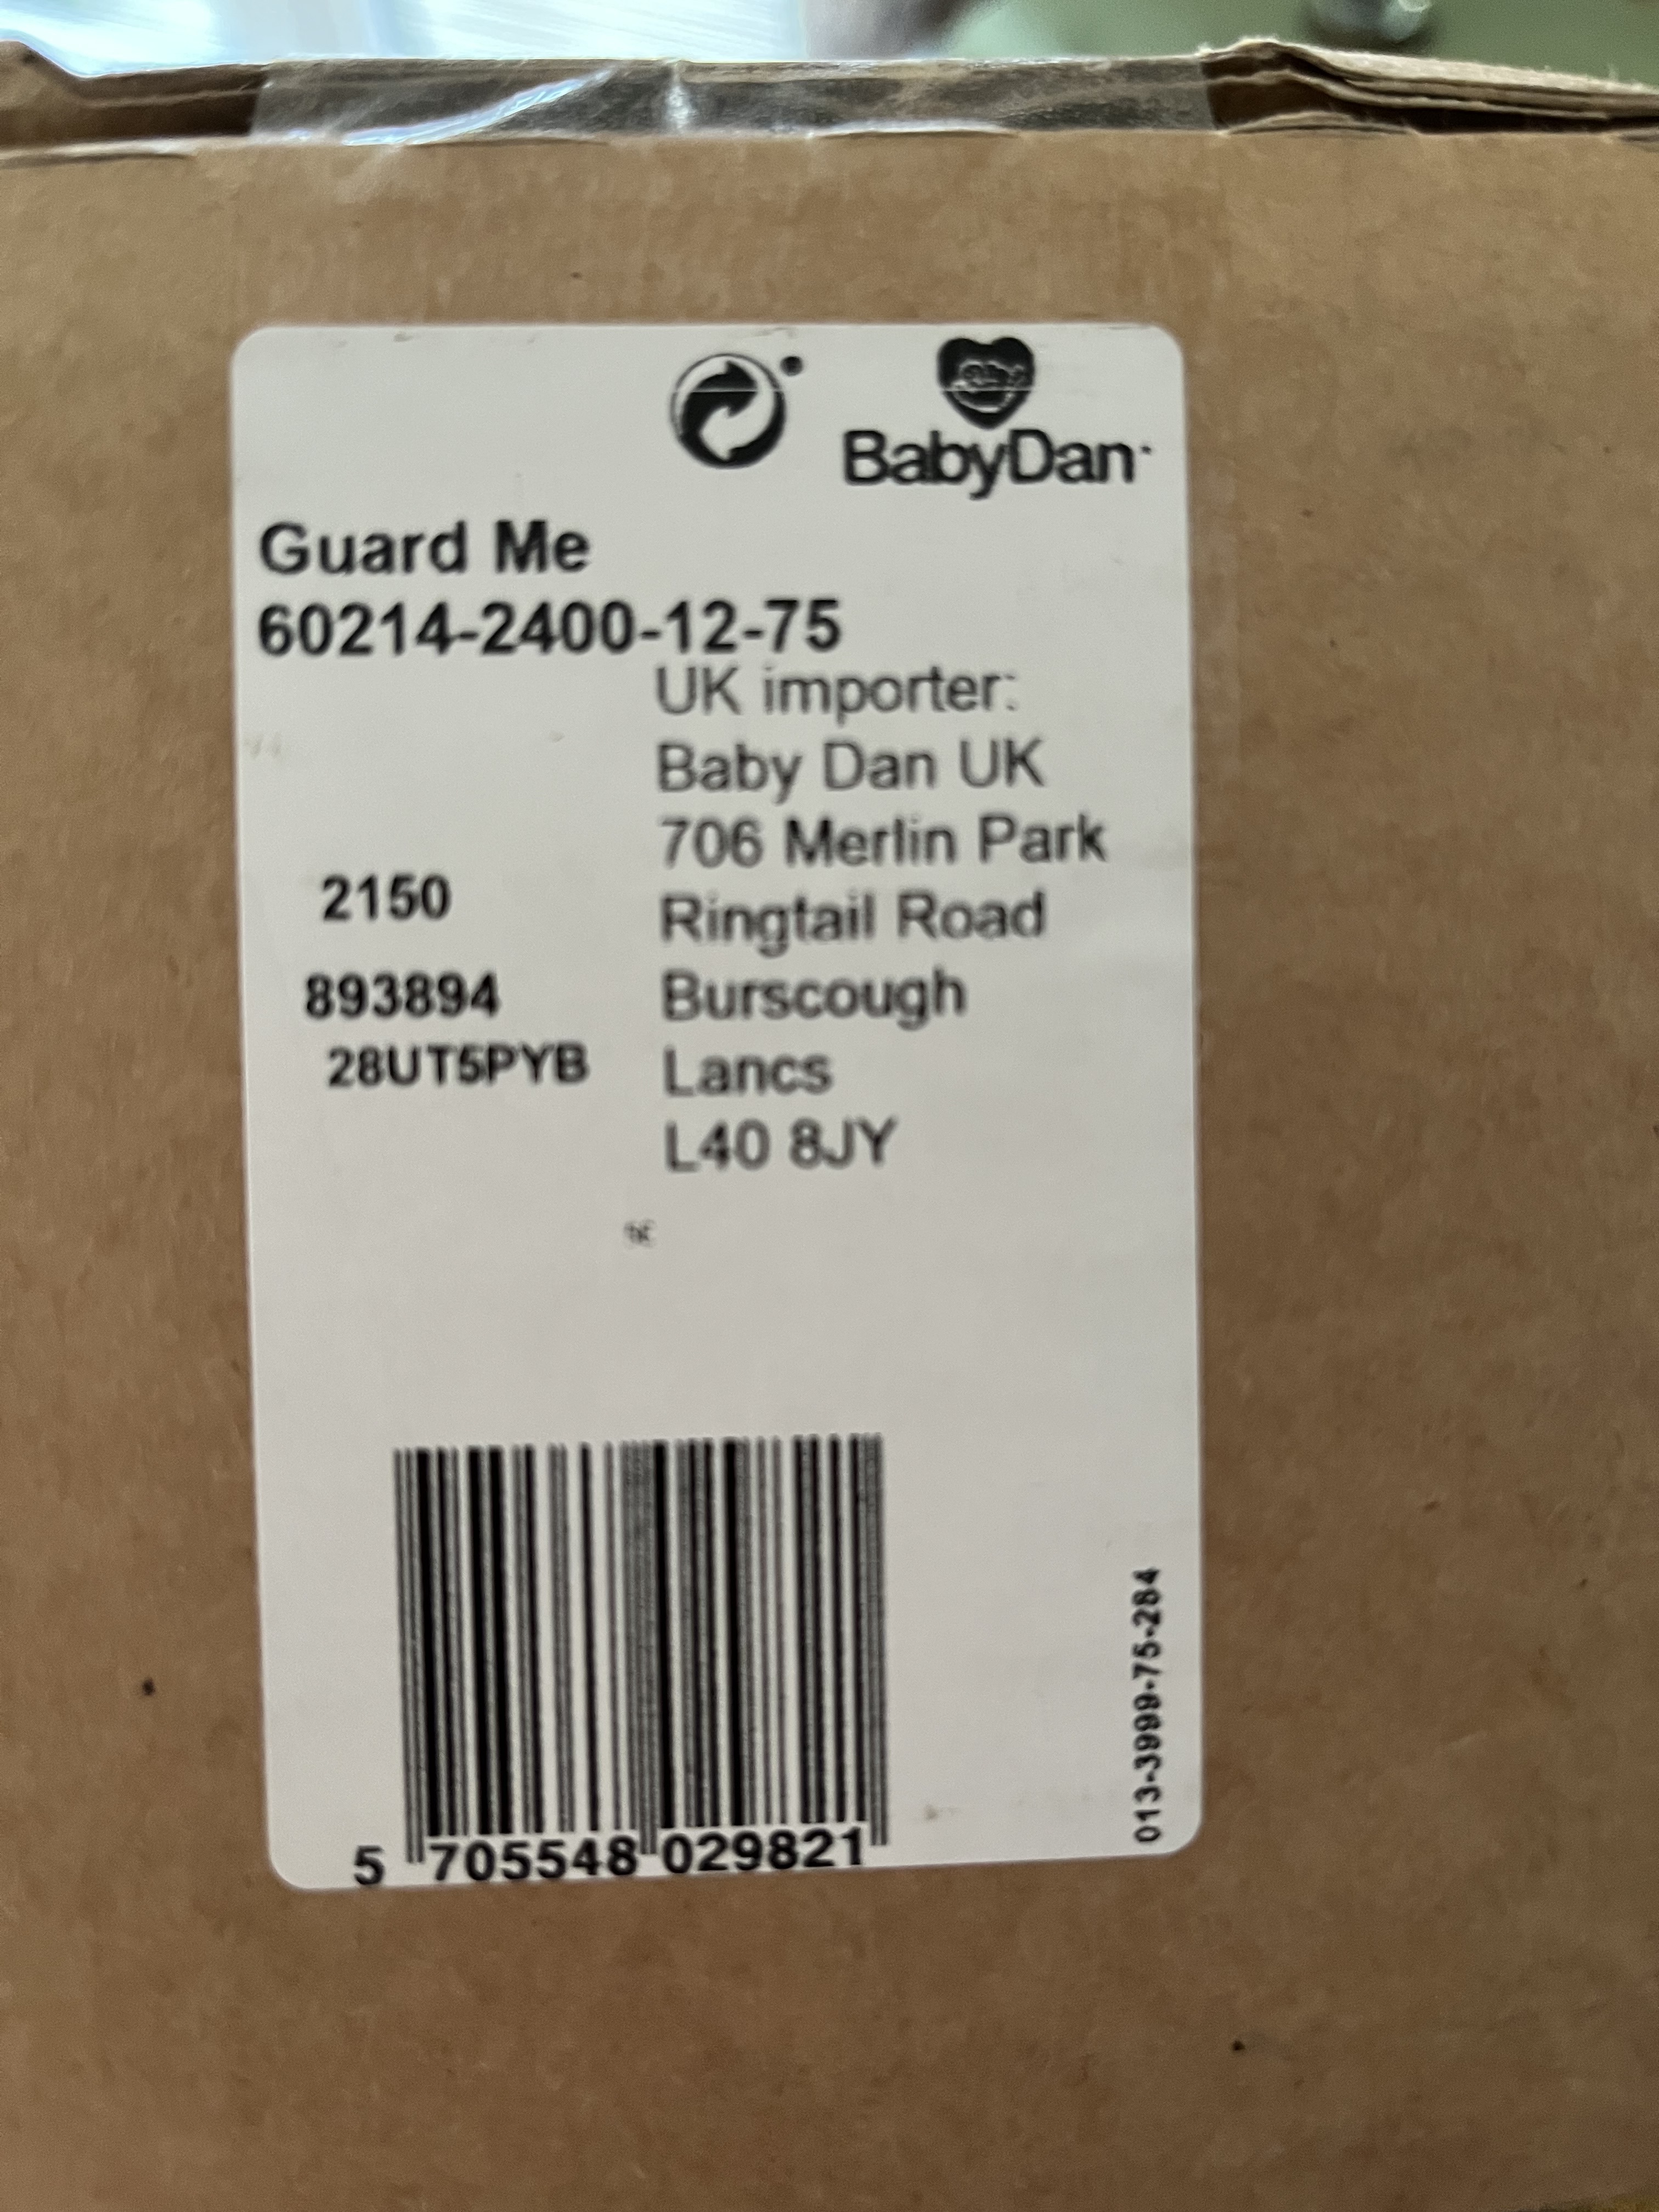 BabyDan
Guard Me
60214-2400-12-75
UK importer:
Baby Dan UK
706 Merlin Park
2150
Ringtail Road
893894
Burscough
28UT5PYB
Lancs
L40 8JY
013-3999-75-284
5 705548 029821